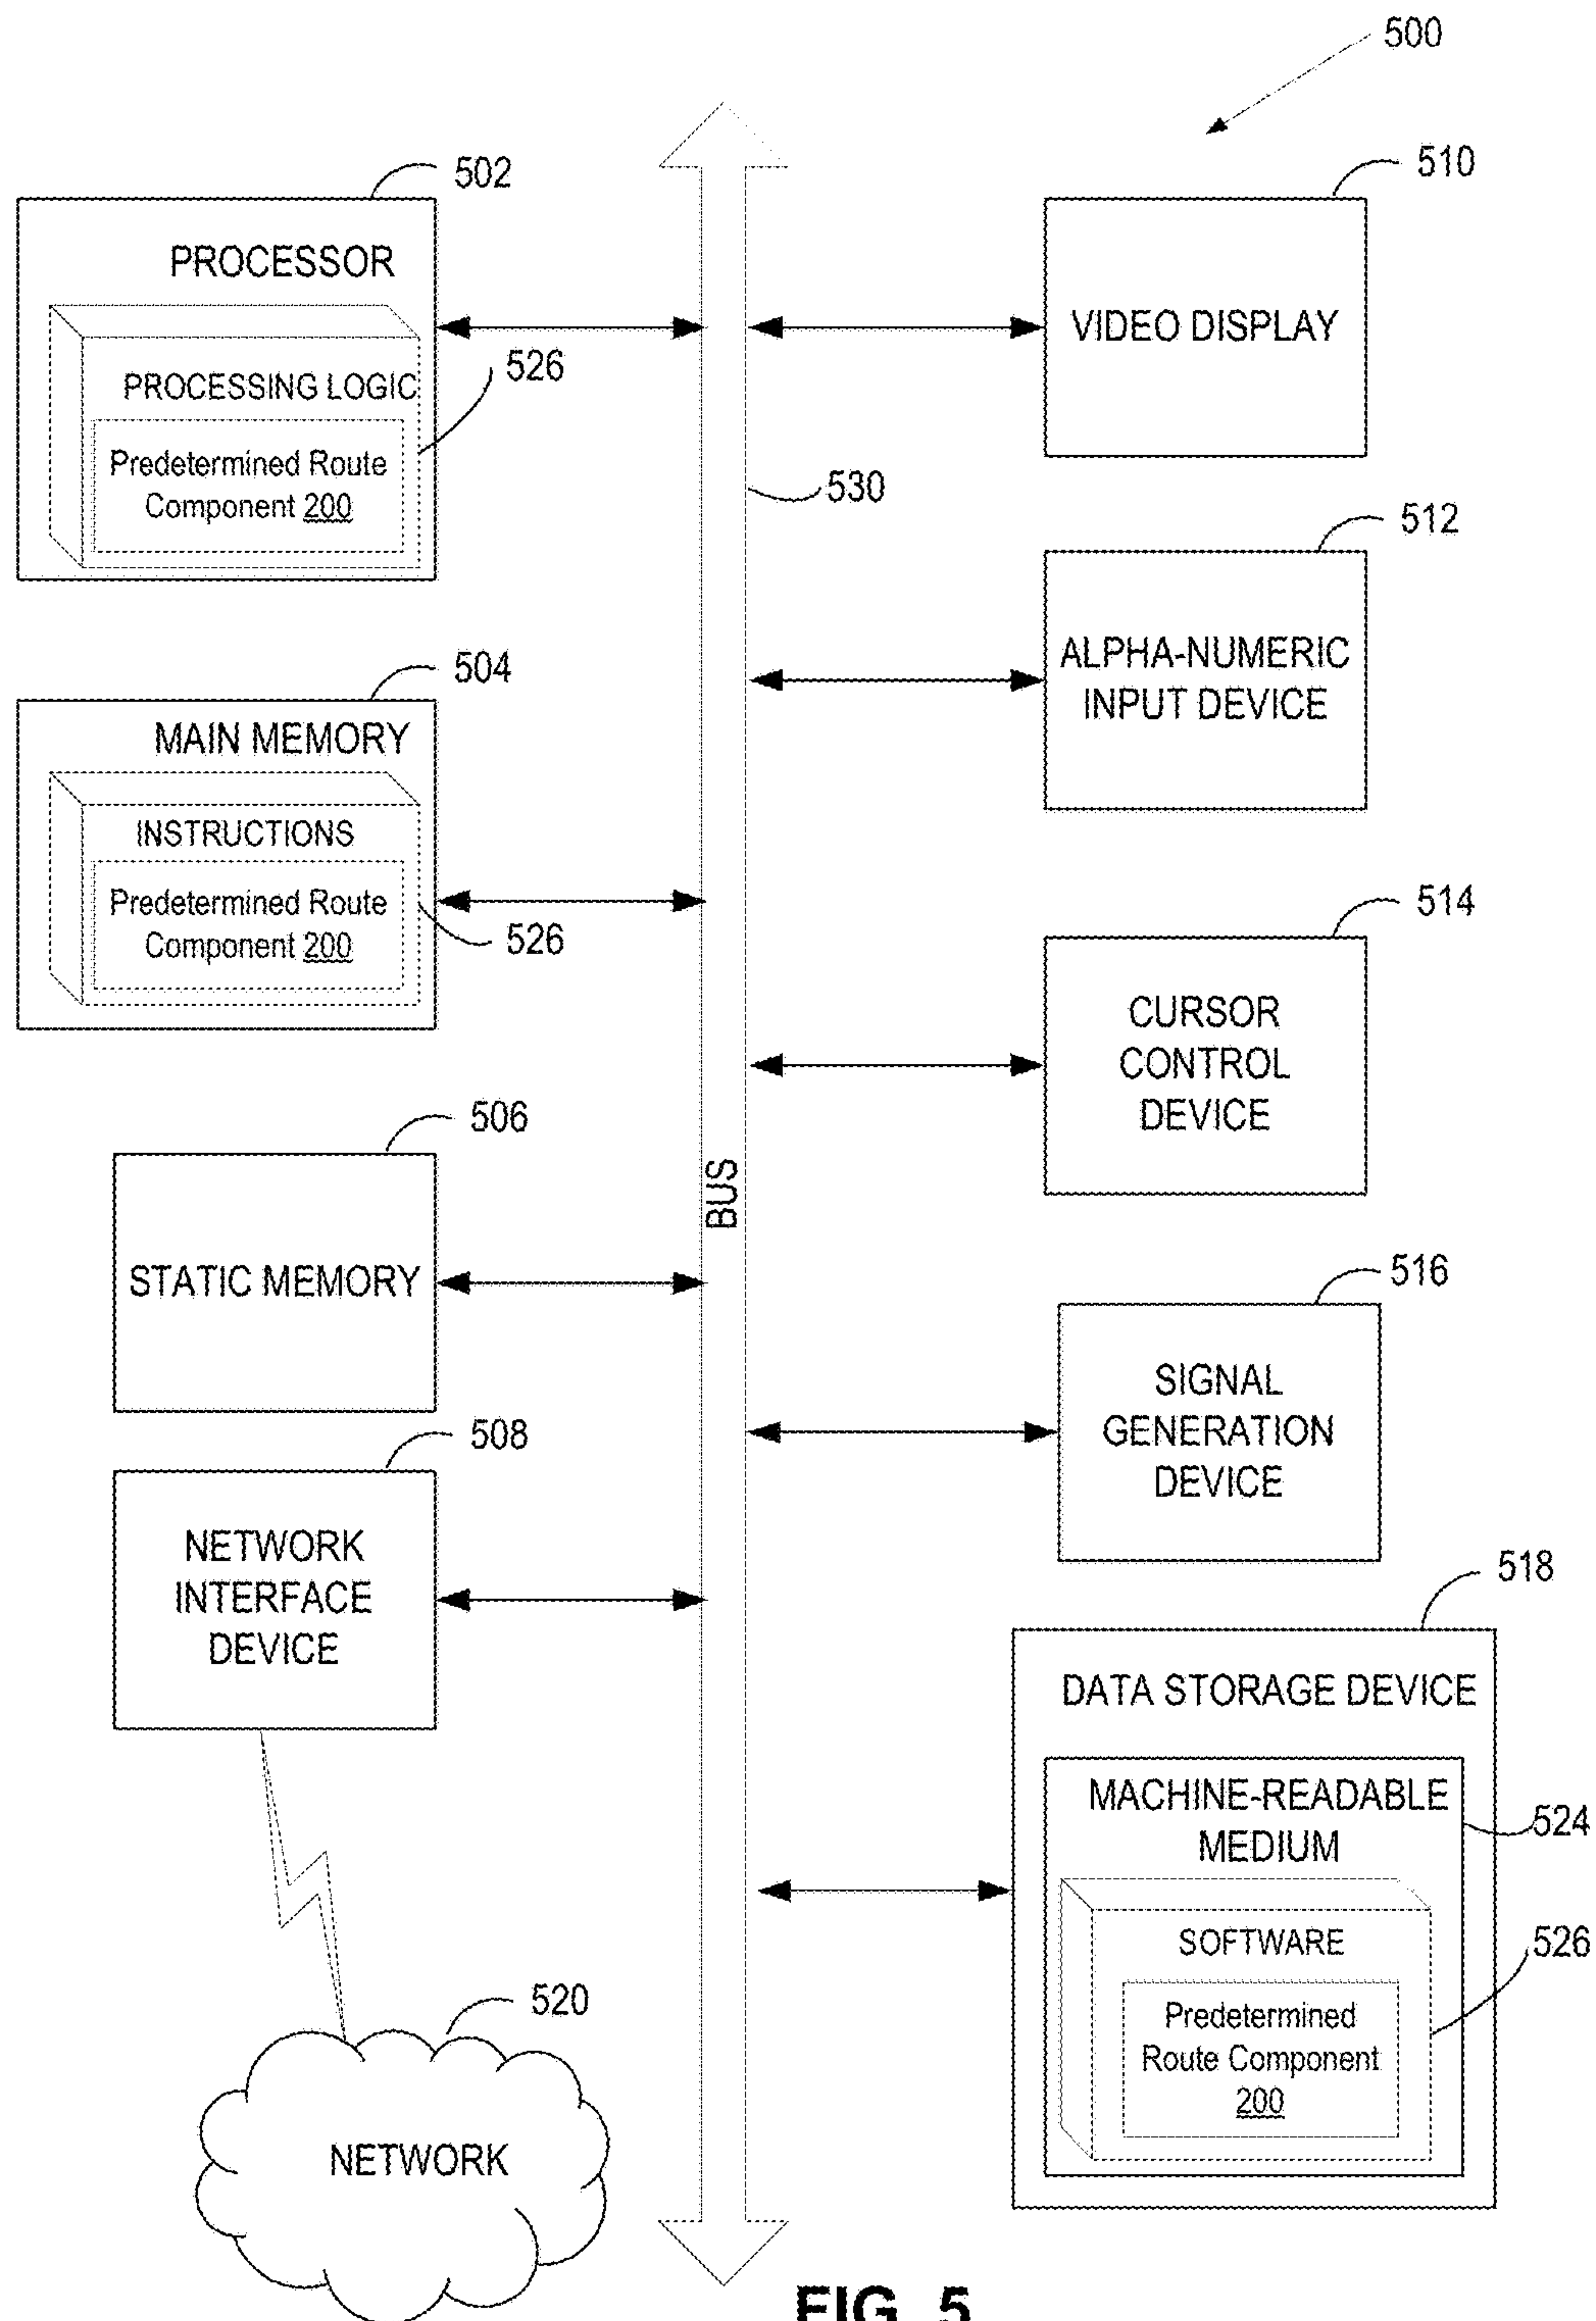 500
502
PROCESSOR
PROCESSING LOGIC
526
Predetermined Route
Component 200
510
VIDEO DISPLAY
530
512
ALPHA-NUMERIC
INPUT DEVICE
504
MAIN MEMORY
INSTRUCTIONS
Predetermined Route
Component 200
526
514
CURSOR
CONTROL
DEVICE
506
STATIC MEMORY
BUS
516
SIGNAL
GENERATION
DEVICE
508
NETWORK
INTERFACE
DEVICE
518
DATA STORAGE DEVICE
MACHINE-READABLE
MEDIUM
524
SOFTWARE
526
Predetermined
Route Component
200
520
NETWORK
FIG. 5